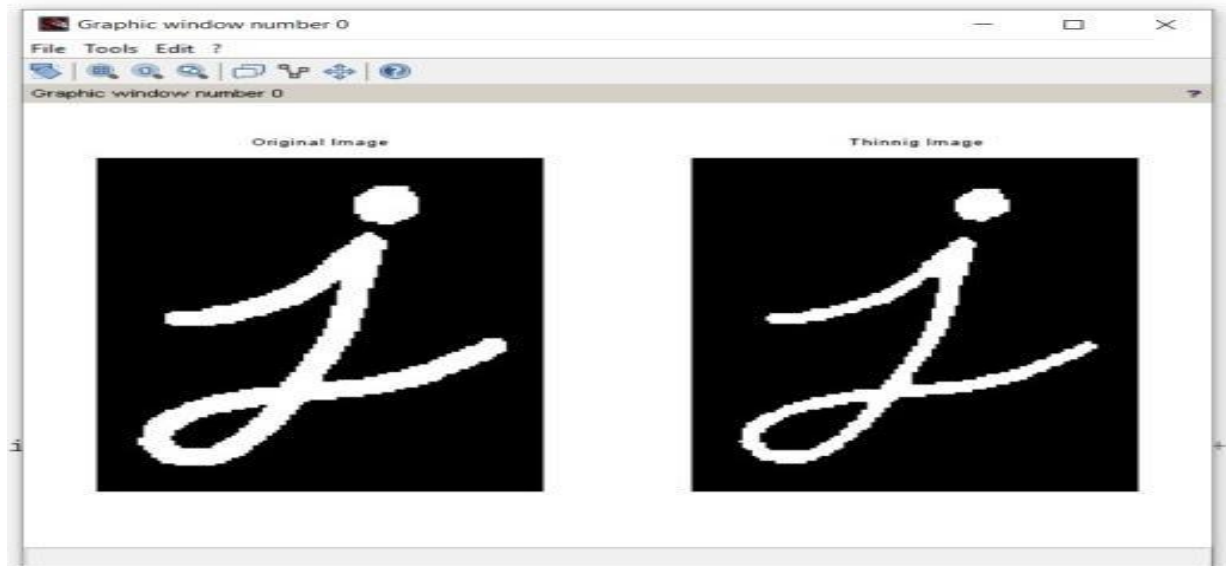 Graphic window number 0
File Tools Edit ?
Graphic window number 0 ?
Original Image Thinnig Image
j j
i +